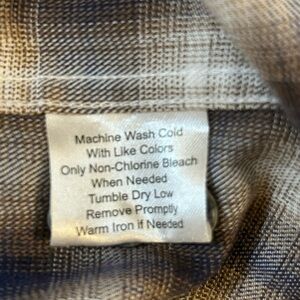 Machine Wash Cold
With Like Colors
Only Non-Chlorine Bleach
When Needed
Tumble Dry Low
Remove Promptly
Warm Iron if Needed